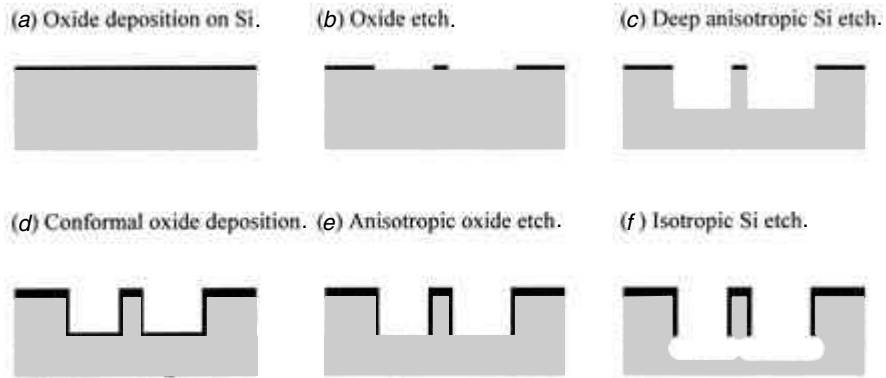 (a) Oxide deposition on Si.
(b) Oxide etch.
(c) Deep anisotropic Si etch.
(d) Conformal oxide deposition.
(e) Anisotropic oxide etch.
(f) Isotropic Si etch.